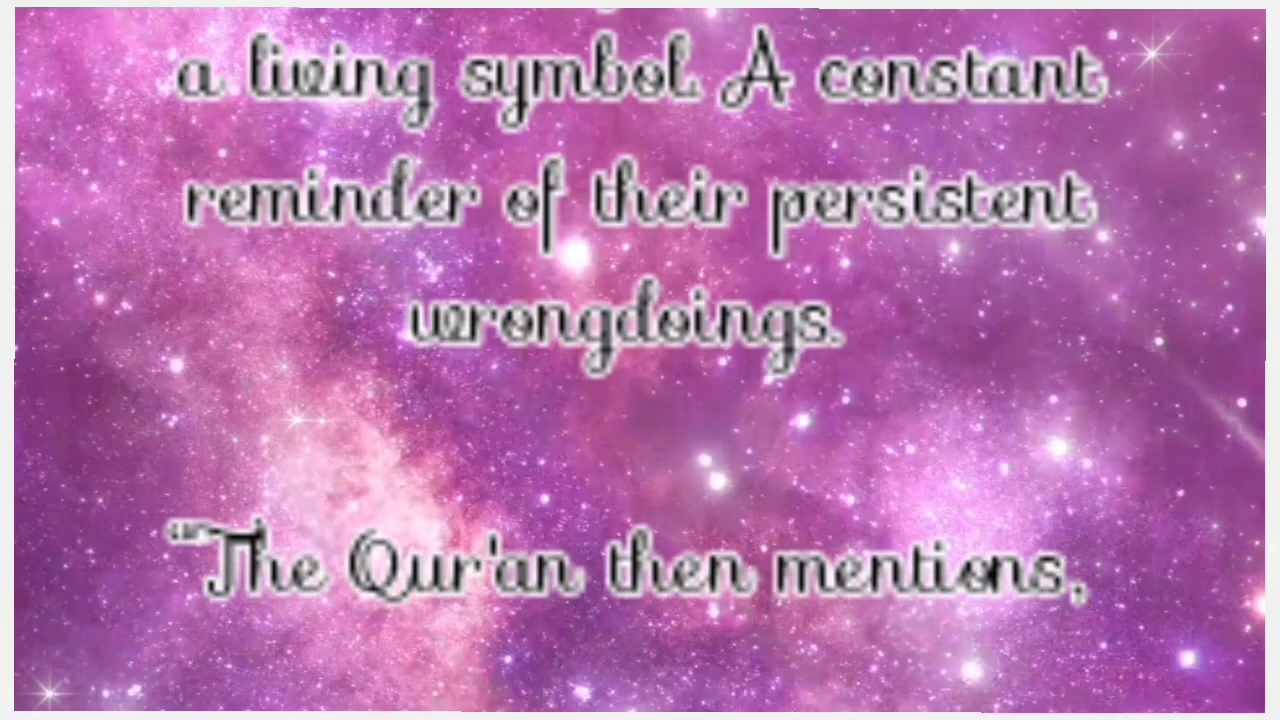 a living symbol. A constant
reminder of their persistent
wrongdoings.
"The Qur'an then mentions,